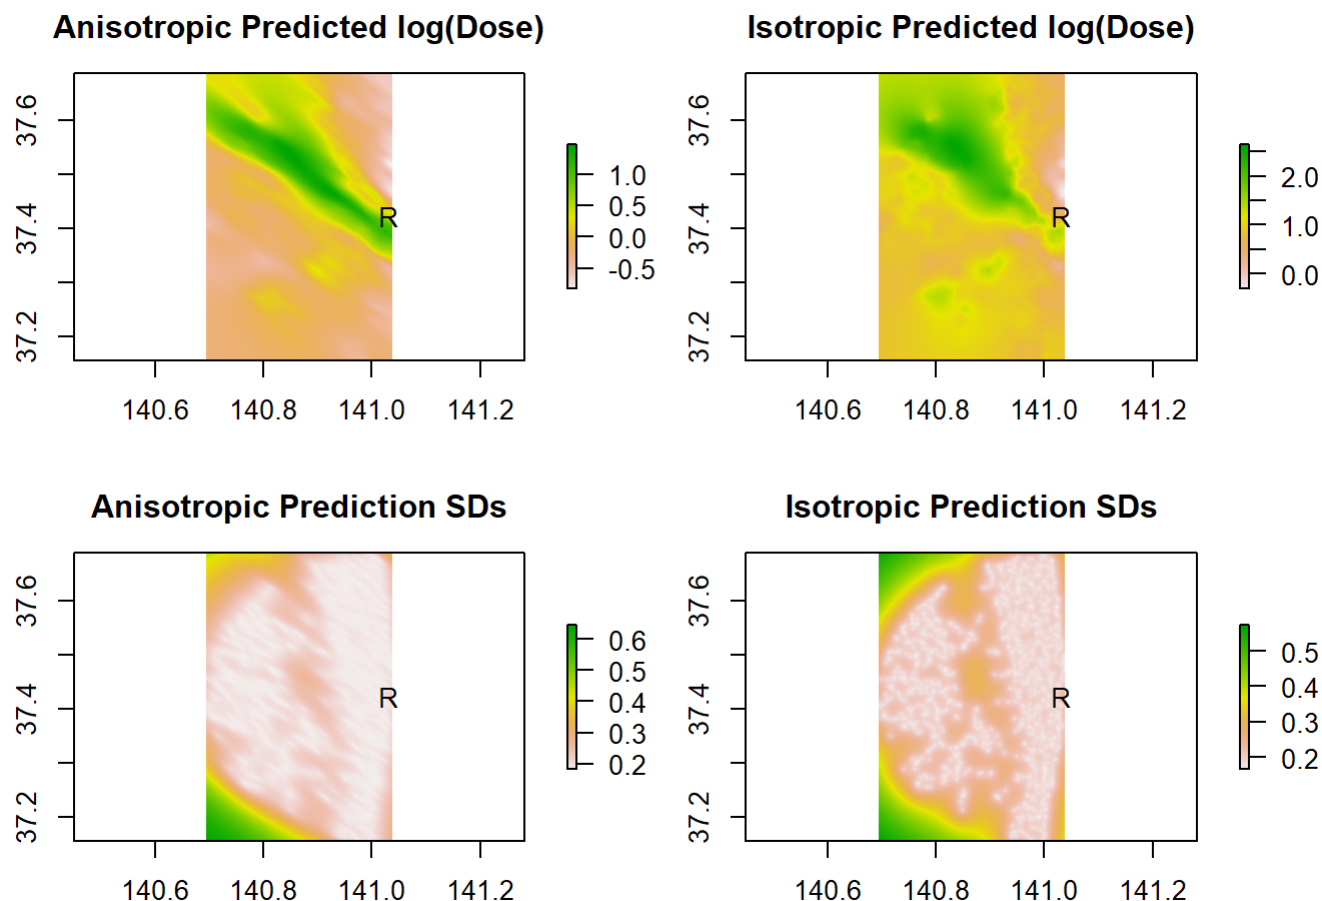 Anisotropic Predicted log(Dose)
37.6
37.4
37.2
R
1.0
0.5
0.0
-0.5
140.6 140.8 141.0 141.2
Isotropic Predicted log(Dose)
37.6
37.4
37.2
R
2.0
1.0
0.0
140.6 140.8 141.0 141.2
Anisotropic Prediction SDs
37.6
37.4
37.2
R
0.6
0.5
0.4
0.3
0.2
140.6 140.8 141.0 141.2
Isotropic Prediction SDs
37.6
37.4
37.2
R
0.5
0.4
0.3
0.2
140.6 140.8 141.0 141.2